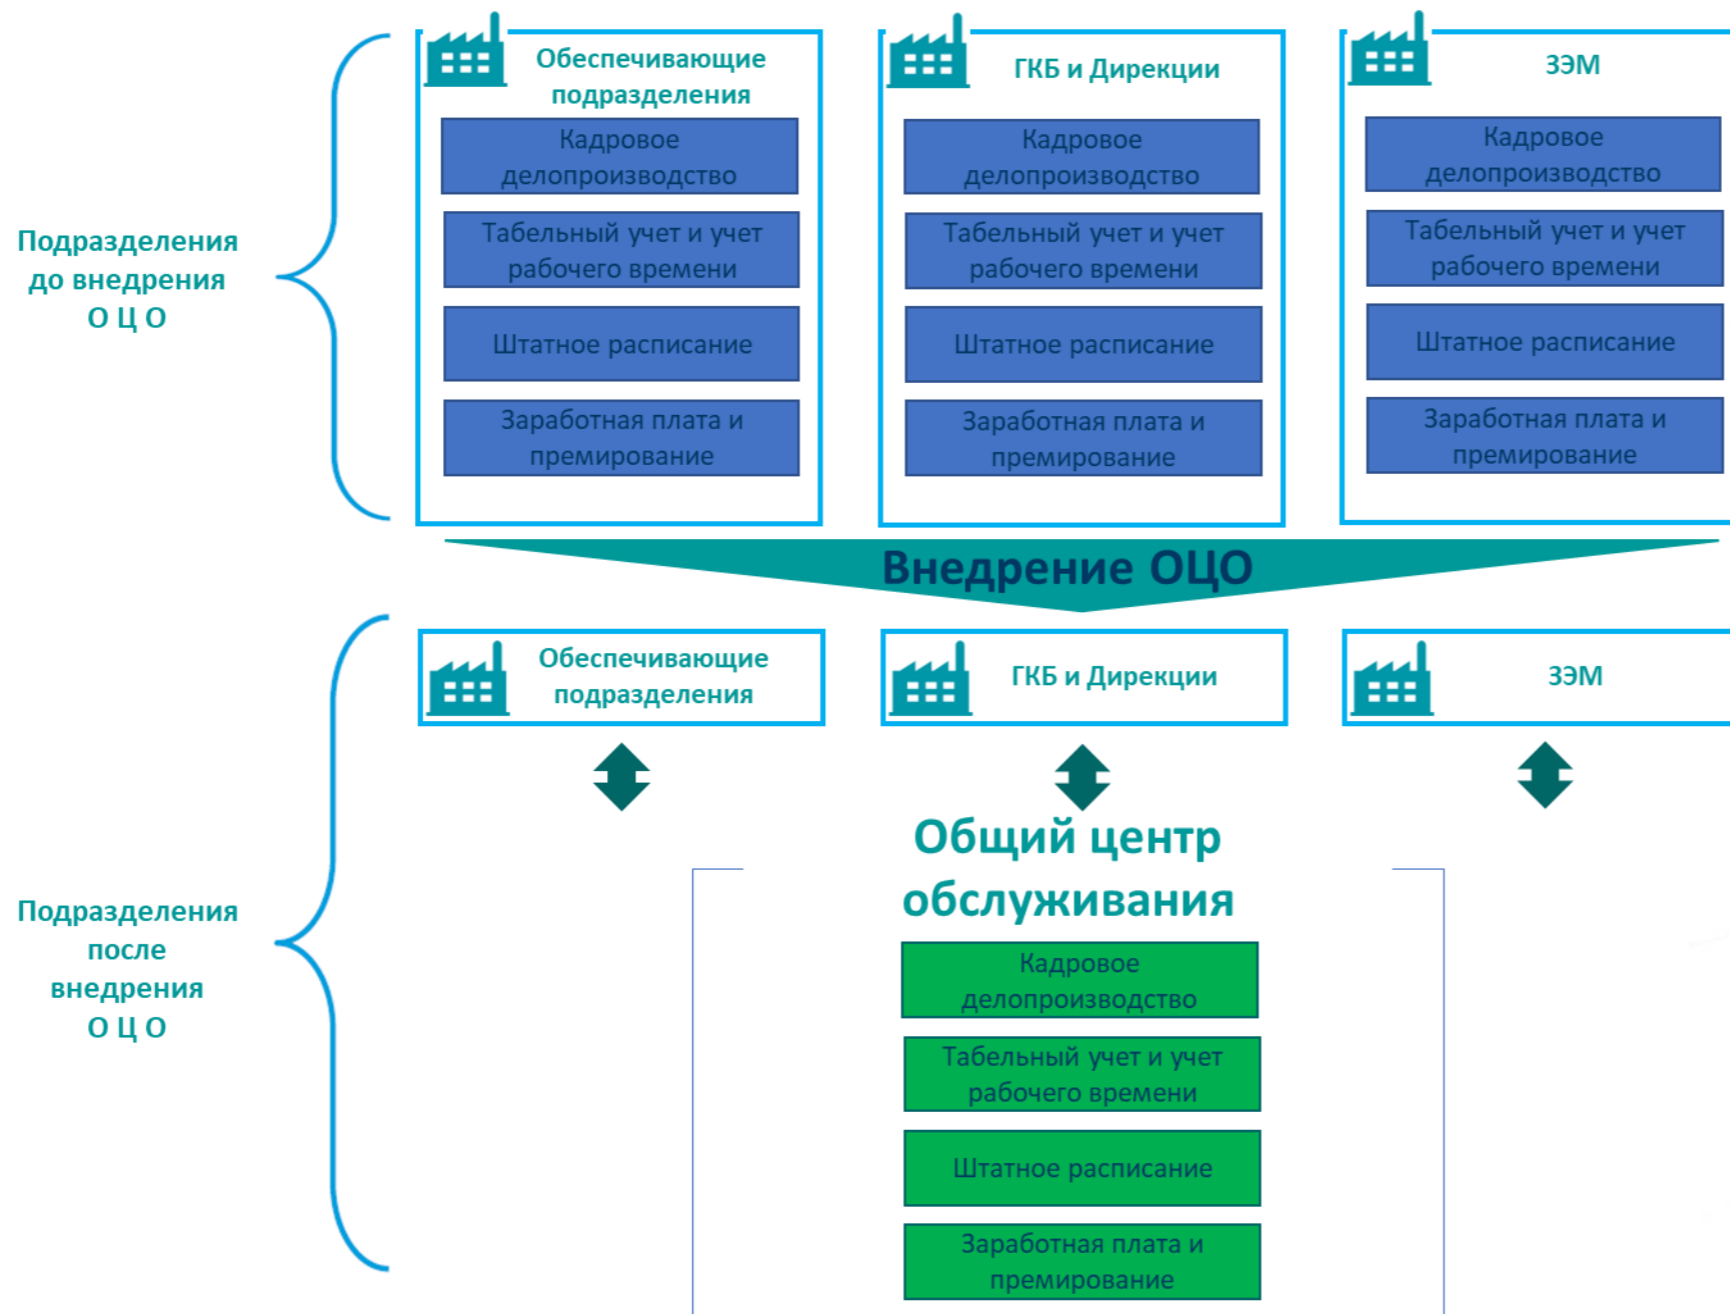 Подразделения
до внедрения
О Ц О
Обеспечивающие
подразделения
Кадровое
делопроизводство
Табельный учет и учет
рабочего времени
Штатное расписание
Заработная плата и
премирование
ГКБ и Дирекции
Кадровое
делопроизводство
Табельный учет и учет
рабочего времени
Штатное расписание
Заработная плата и
премирование
ЗЭМ
Кадровое
делопроизводство
Табельный учет и учет
рабочего времени
Штатное расписание
Заработная плата и
премирование
Внедрение ОЦО
Подразделения
после
внедрения
О Ц О
Обеспечивающие
подразделения
ГКБ и Дирекции
ЗЭМ
Общий центр
обслуживания
Кадровое
делопроизводство
Табельный учет и учет
рабочего времени
Штатное расписание
Заработная плата и
премирование